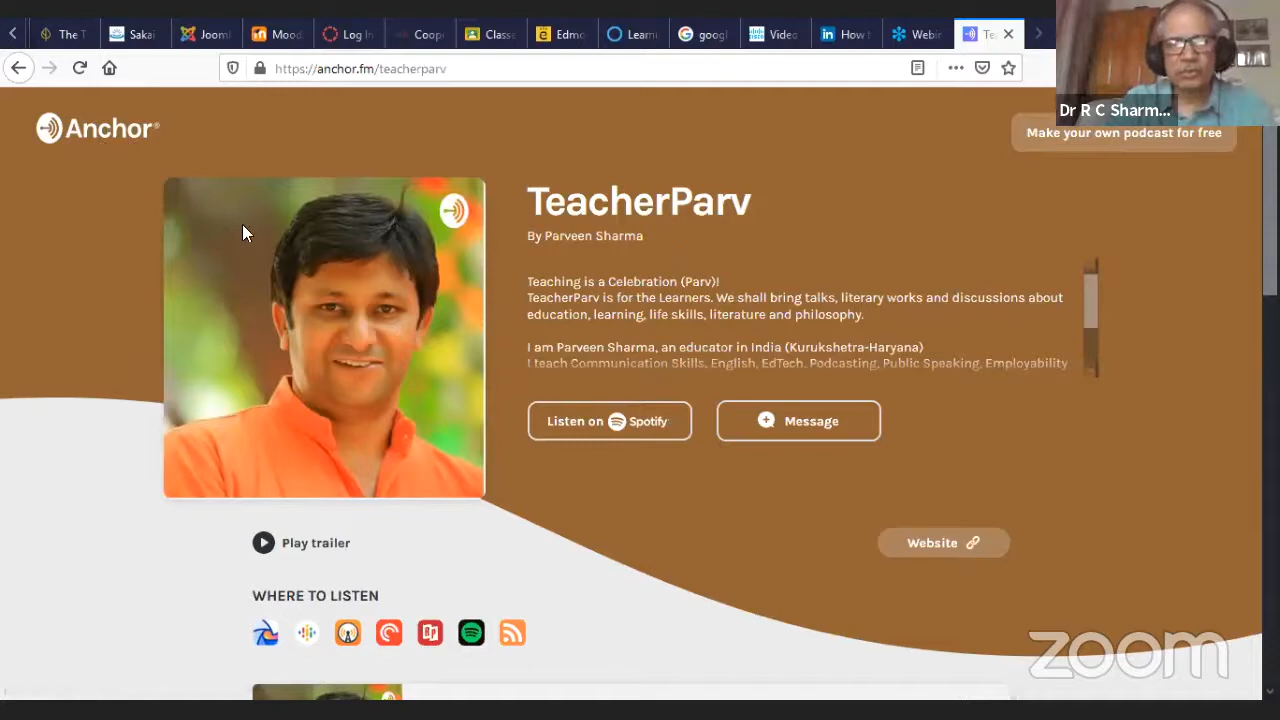 The T
Sakai
Jooml
Mood
Log In
Coope
Classe
Edmo
Learni
googl
Video
How t
Webin
Te
https://anchor.fm/teacherparv
Dr R C Sharm...
Anchor
Make your own podcast for free
TeacherParv
By Parveen Sharma
Teaching is a Celebration (Parv)!
TeacherParv is for the Learners. We shall bring talks, literary works and discussions about
education, learning, life skills, literature and philosophy.
I am Parveen Sharma, an educator in India (Kurukshetra-Haryana)
I teach Communication Skills, English, EdTech, Podcasting, Public Speaking, Employability
Listen on Spotify
Message
Play trailer
Website
WHERE TO LISTEN
zoom